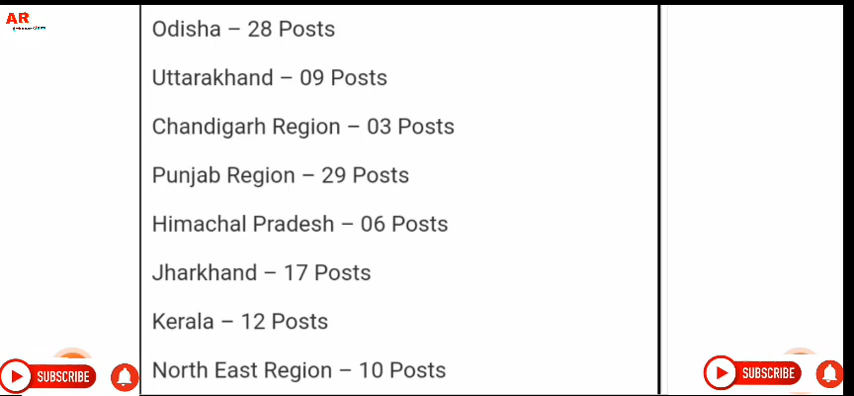 AR
Odisha – 28 Posts
Uttarakhand – 09 Posts
Chandigarh Region – 03 Posts
Punjab Region – 29 Posts
Himachal Pradesh – 06 Posts
Jharkhand – 17 Posts
Kerala – 12 Posts
North East Region – 10 Posts
SUBSCRIBE
SUBSCRIBE